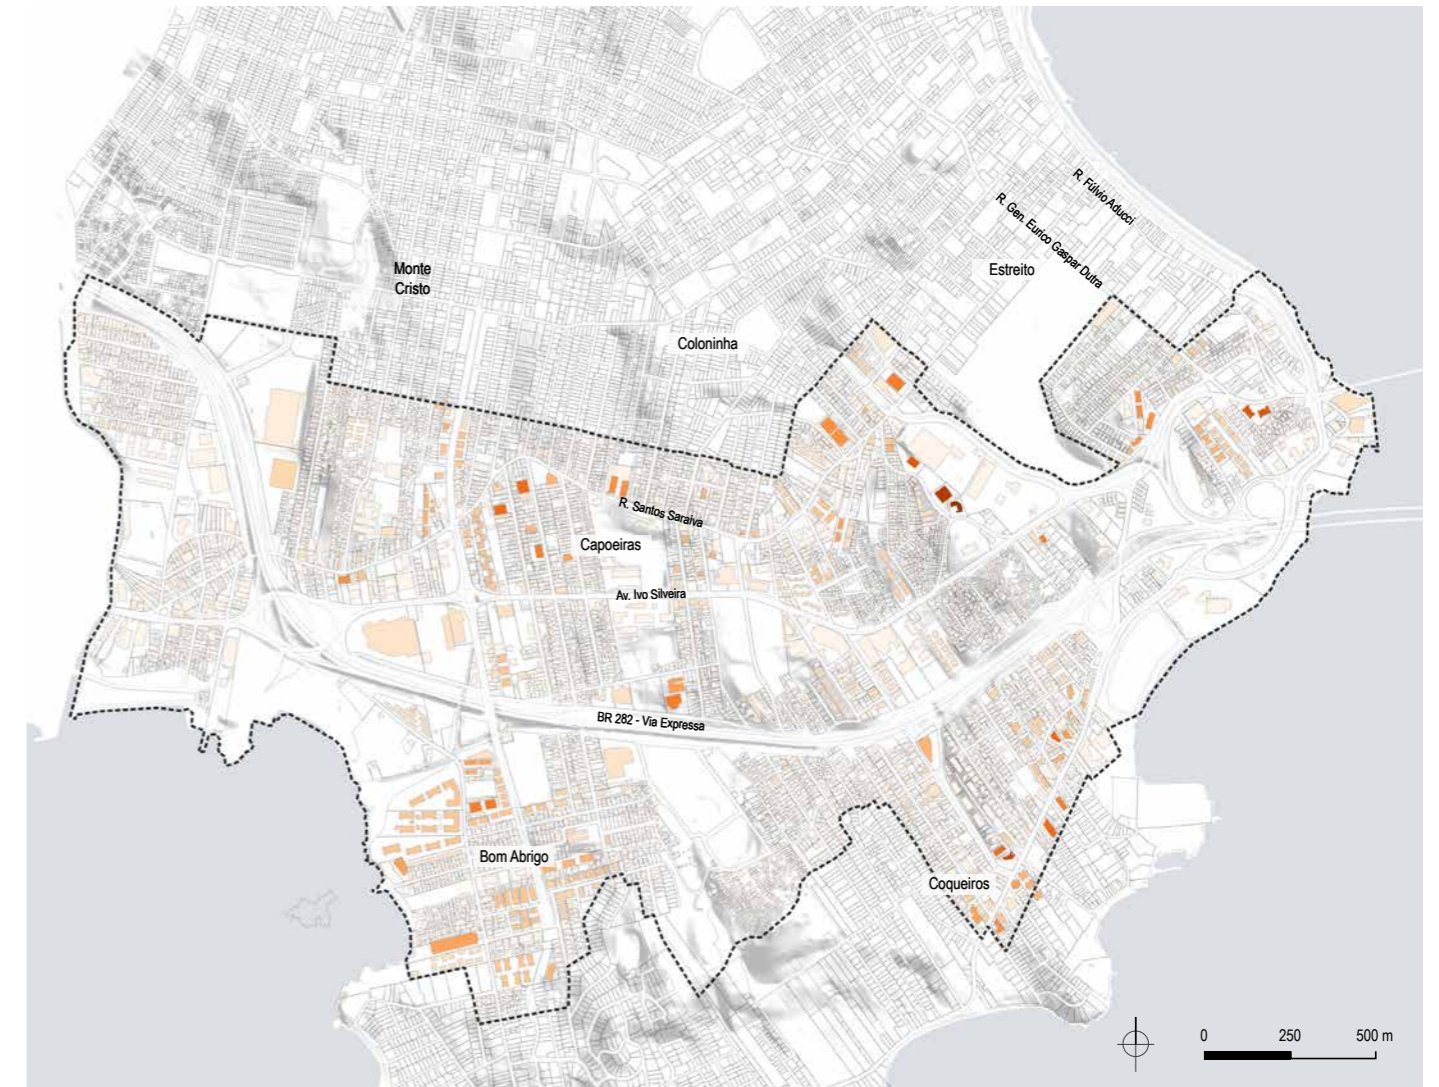 R. Fúlvio Aducci
R. Gen. Eurico Gaspar Dutra
Estreito
Monte
Cristo
Coloninha
R. Santos Saraiva
Capoeiras
Av. Ivo Silveira
BR 282 - Via Expressa
Bom Abrigo
Coqueiros
0 250 500 m